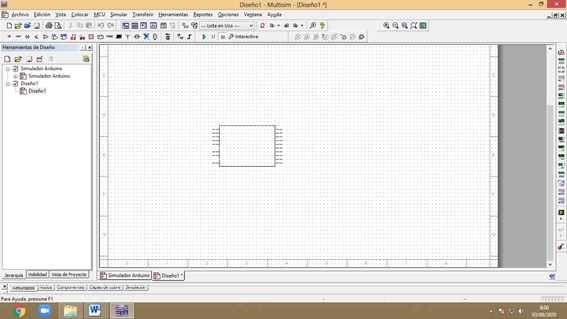 Diseño1 - Multisim - [Diseño1 *]
Archivo Edición Vista Colocar MCU Simular Transferir Herramientas Reportes Opciones Ventana Ayuda
--- Lista en Uso ---
Interactive
Herramientas de Diseño
Simulador Arduino
Simulador Arduino
Diseño1
Diseño1
Jerarquía Visibilidad Vista de Proyecto
Simulador Arduino Diseño1 *
Resultados Nodos Componentes Capas de cobre Simulación
Para Ayuda, presione F1
8:00
03/06/2020